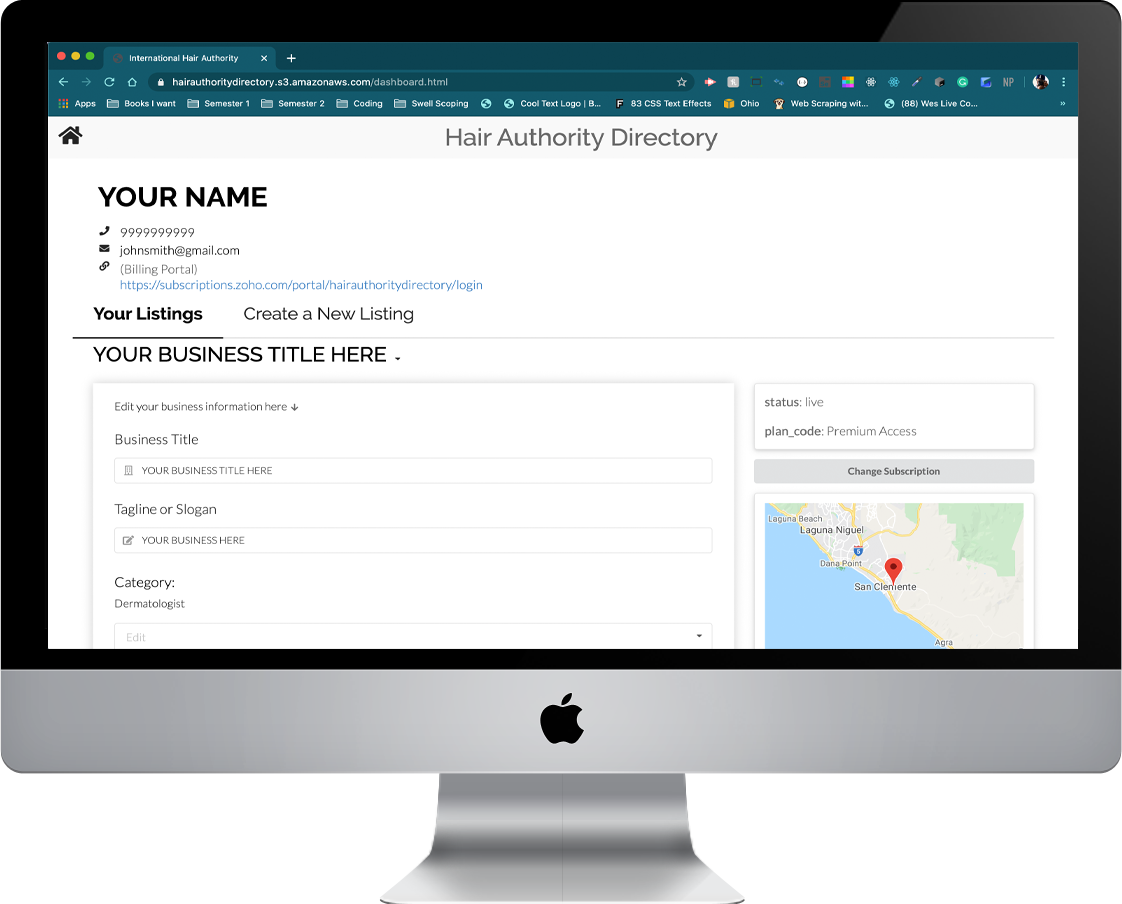 International Hair Authority
hairauthoritydirectory.s3.amazonaws.com/dashboard.html
NP
Apps Books I want Semester 1 Semester 2 Coding Swell Scoping Cool Text Logo | B... 83 CSS Text Effects Ohio Web Scraping wit... (88) Wes Live Co... »
Hair Authority Directory
YOUR NAME
9999999999
johnsmith@gmail.com
(Billing Portal)
https://subscriptions.zoho.com/portal/hairauthoritydirectory/login
Your Listings Create a New Listing
YOUR BUSINESS TITLE HERE
Edit your business information here
Business Title
YOUR BUSINESS TITLE HERE
Tagline or Slogan
YOUR BUSINESS HERE
Category:
Dermatologist
Edit
status: live
plan_code: Premium Access
Change Subscription
Laguna Beach
Laguna Niguel
5
Dana Point
San Clemente
Agra